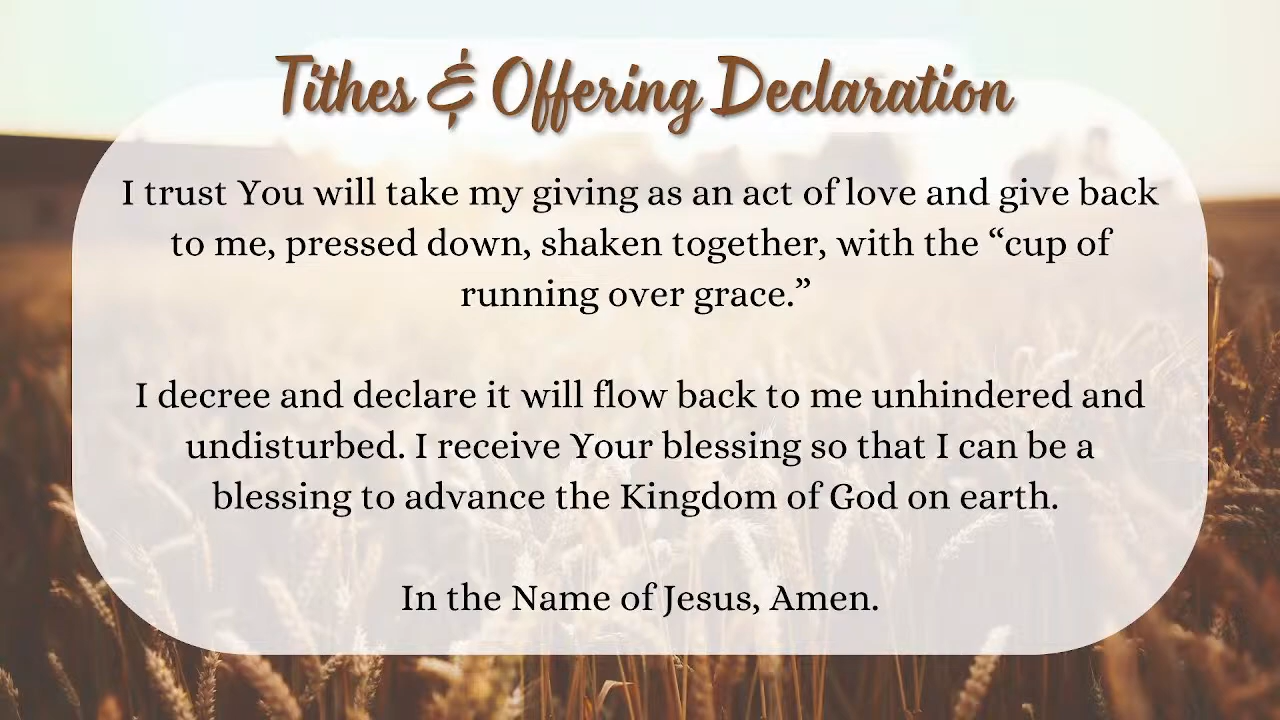 Tithes & Offering Declaration
I trust You will take my giving as an act of love and give back
to me, pressed down, shaken together, with the “cup of
running over grace.”
I decree and declare it will flow back to me unhindered and
undisturbed. I receive Your blessing so that I can be a
blessing to advance the Kingdom of God on earth.
In the Name of Jesus, Amen.